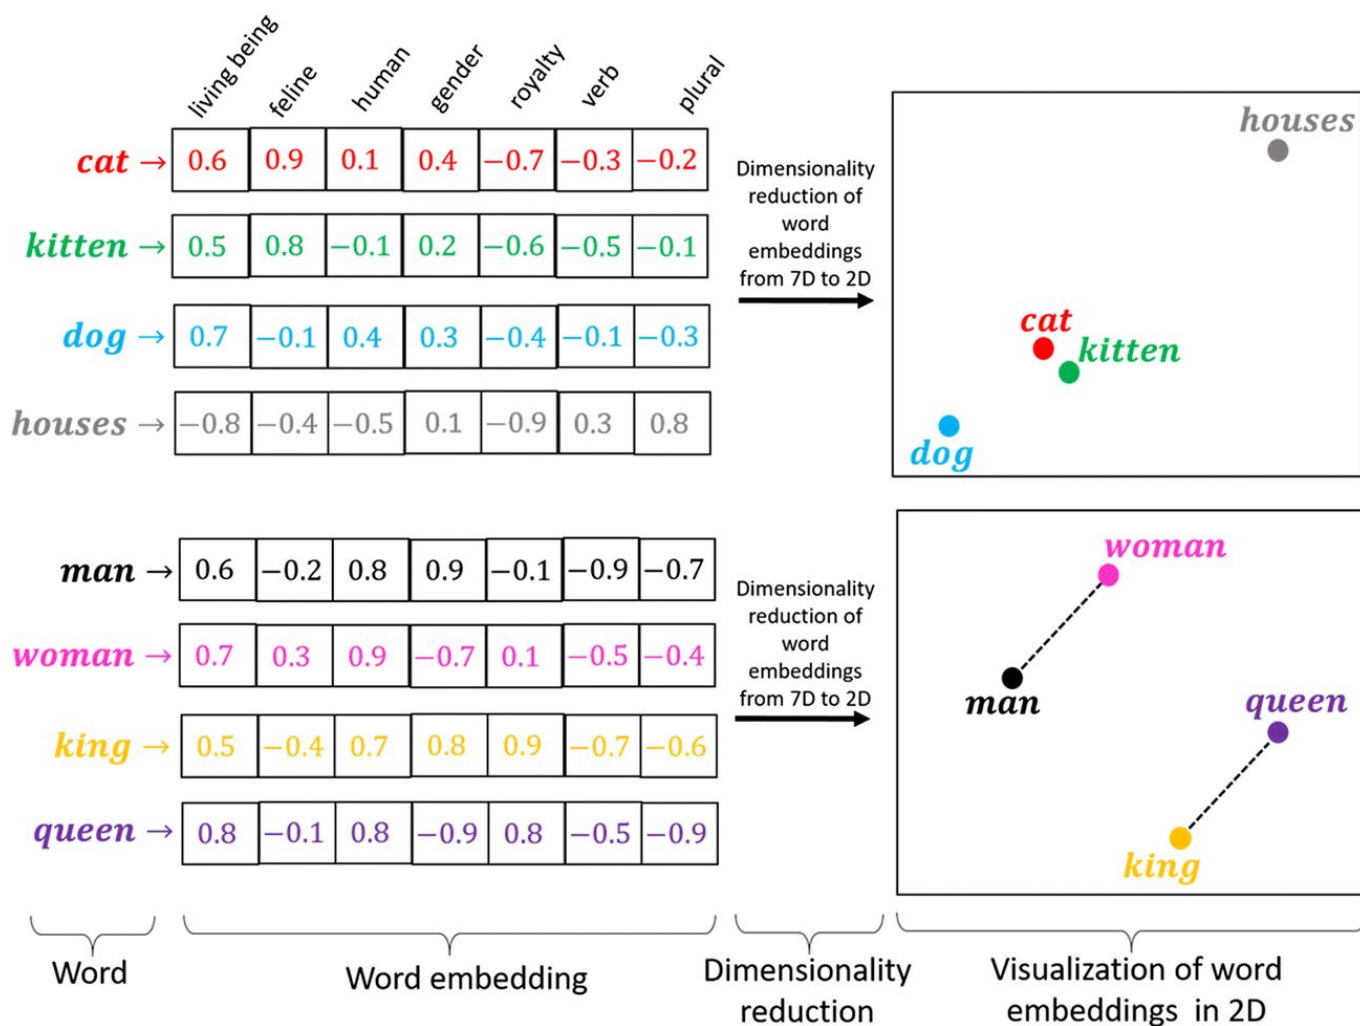 living being feline human gender royalty verb plural
cat → 0.6 0.9 0.1 0.4 −0.7 −0.3 −0.2
kitten → 0.5 0.8 −0.1 0.2 −0.6 −0.5 −0.1
dog → 0.7 −0.1 0.4 0.3 −0.4 −0.1 −0.3
houses → −0.8 −0.4 −0.5 0.1 −0.9 0.3 0.8
Dimensionality
reduction of
word
embeddings
from 7D to 2D
houses
cat
kitten
dog
man → 0.6 −0.2 0.8 0.9 −0.1 −0.9 −0.7
woman → 0.7 0.3 0.9 −0.7 0.1 −0.5 −0.4
king → 0.5 −0.4 0.7 0.8 0.9 −0.7 −0.6
queen → 0.8 −0.1 0.8 −0.9 0.8 −0.5 −0.9
Dimensionality
reduction of
word
embeddings
from 7D to 2D
woman
man
queen
king
Word
Word embedding
Dimensionality
reduction
Visualization of word
embeddings in 2D